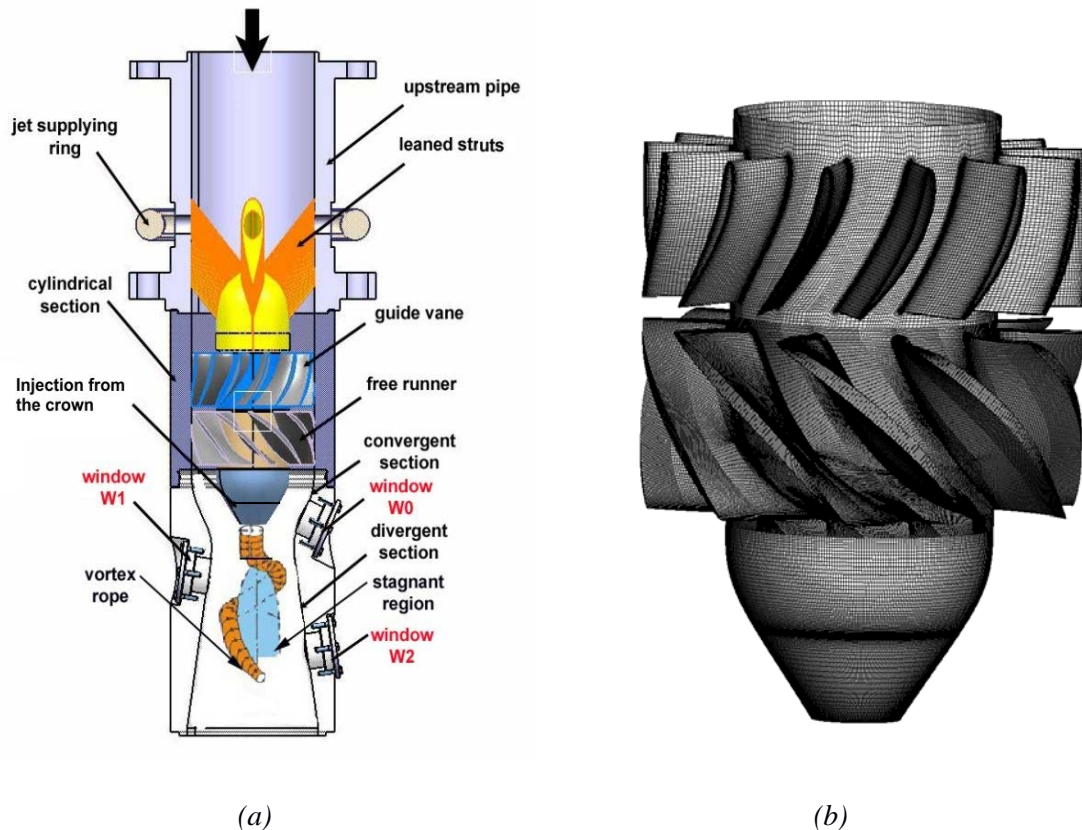 upstream pipe
jet supplying
ring
leaned struts
cylindrical
section
guide vane
Injection from
the crown
free runner
convergent
section
window
W1
window
W0
divergent
section
vortex
rope
stagnant
region
window
W2
(a)
(b)